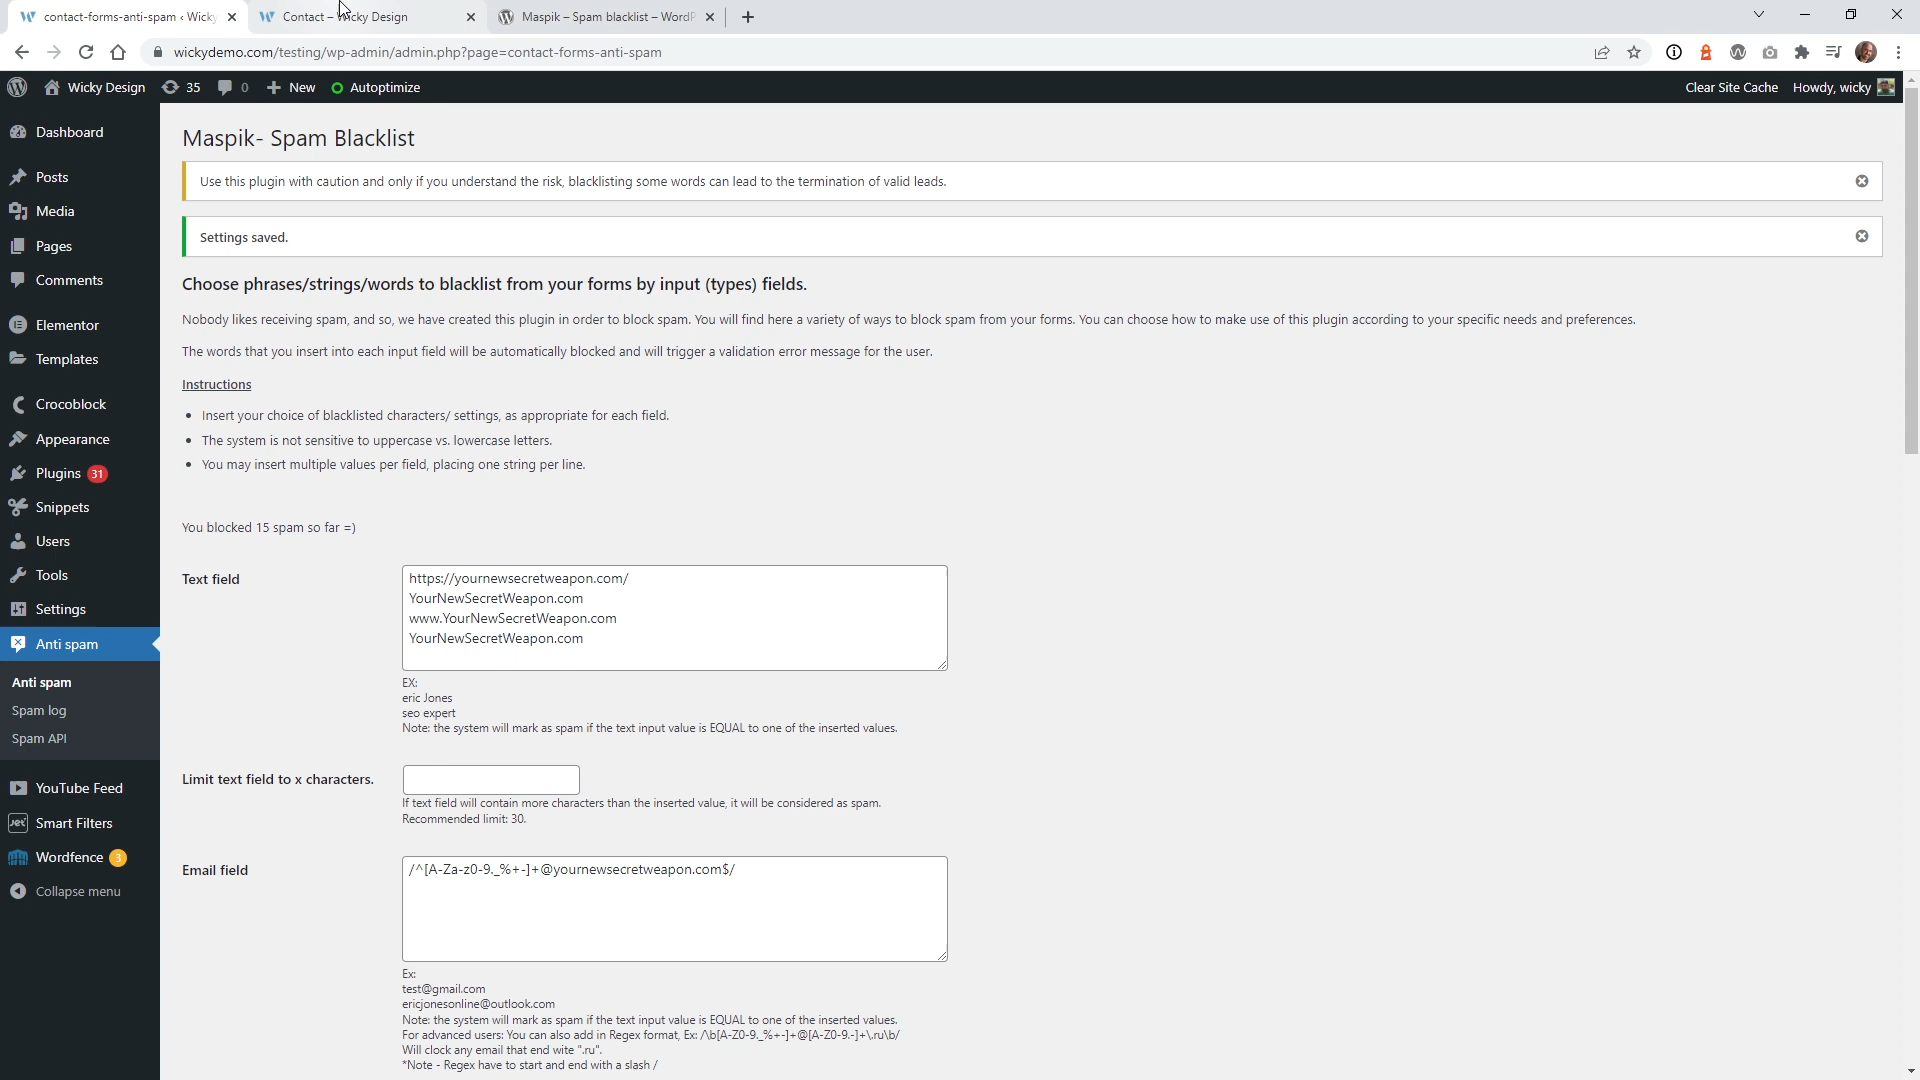 contact-forms-anti-spam ‹ Wicky
Contact – Wicky Design
Maspik – Spam blacklist – WordP
wickydemo.com/testing/wp-admin/admin.php?page=contact-forms-anti-spam
Wicky Design
35
0
New
Autoptimize
Clear Site Cache
Howdy, wicky
Dashboard
Posts
Media
Pages
Comments
Elementor
Templates
Crocoblock
Appearance
Plugins 31
Snippets
Users
Tools
Settings
Anti spam
Anti spam
Spam log
Spam API
YouTube Feed
Jet Smart Filters
Wordfence 3
Collapse menu
Maspik- Spam Blacklist
Use this plugin with caution and only if you understand the risk, blacklisting some words can lead to the termination of valid leads.
Settings saved.
Choose phrases/strings/words to blacklist from your forms by input (types) fields.
Nobody likes receiving spam, and so, we have created this plugin in order to block spam. You will find here a variety of ways to block spam from your forms. You can choose how to make use of this plugin according to your specific needs and preferences.
The words that you insert into each input field will be automatically blocked and will trigger a validation error message for the user.
Instructions
• Insert your choice of blacklisted characters/ settings, as appropriate for each field.
• The system is not sensitive to uppercase vs. lowercase letters.
• You may insert multiple values per field, placing one string per line.
You blocked 15 spam so far =)
Text field
https://yournewsecretweapon.com/
YourNewSecretWeapon.com
www.YourNewSecretWeapon.com
YourNewSecretWeapon.com
EX:
eric Jones
seo expert
Note: the system will mark as spam if the text input value is EQUAL to one of the inserted values.
Limit text field to x characters.
If text field will contain more characters than the inserted value, it will be considered as spam.
Recommended limit: 30.
Email field
/^[A-Za-z0-9._%+-]+@yournewsecretweapon.com$/
Ex:
test@gmail.com
ericjonesonline@outlook.com
Note: the system will mark as spam if the text input value is EQUAL to one of the inserted values.
For advanced users: You can also add in Regex format, Ex: /\b[A-Z0-9._%+-]+@[A-Z0-9.-]+\.ru\b/
Will clock any email that end wite ".ru".
*Note - Regex have to start and end with a slash /